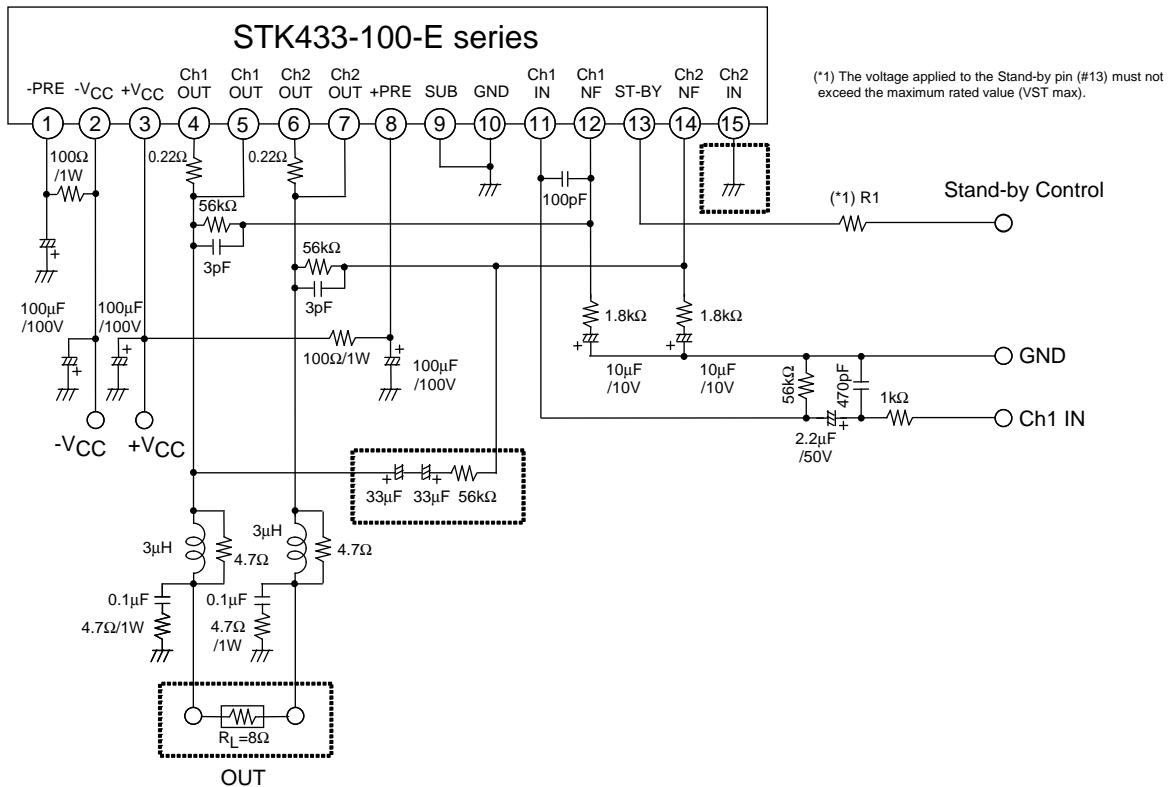 STK433-100-E series
(*1) The voltage applied to the Stand-by pin (#13) must not
exceed the maximum rated value (VST max).
-PRE
-VCC
+VCC
Ch1
OUT
Ch1
OUT
Ch2
OUT
Ch2
OUT
+PRE
SUB
GND
Ch1
IN
Ch1
NF
ST-BY
Ch2
NF
Ch2
IN
1
2
3
4
5
6
7
8
9
10
11
12
13
14
15
100Ω
/1W
0.22Ω
0.22Ω
100pF
(*1) R1
Stand-by Control
56kΩ
3pF
56kΩ
3pF
+
100μF
/100V
+
100μF
/100V
+
100Ω/1W
+
100μF
/100V
1.8kΩ
1.8kΩ
+
+
10μF
/10V
10μF
/10V
GND
56kΩ
470pF
1kΩ
Ch1 IN
+
2.2μF
/50V
-VCC
+VCC
+
+
33μF
33μF
56kΩ
3μH
4.7Ω
3μH
4.7Ω
0.1μF
4.7Ω/1W
0.1μF
4.7Ω
/1W
RL=8Ω
OUT